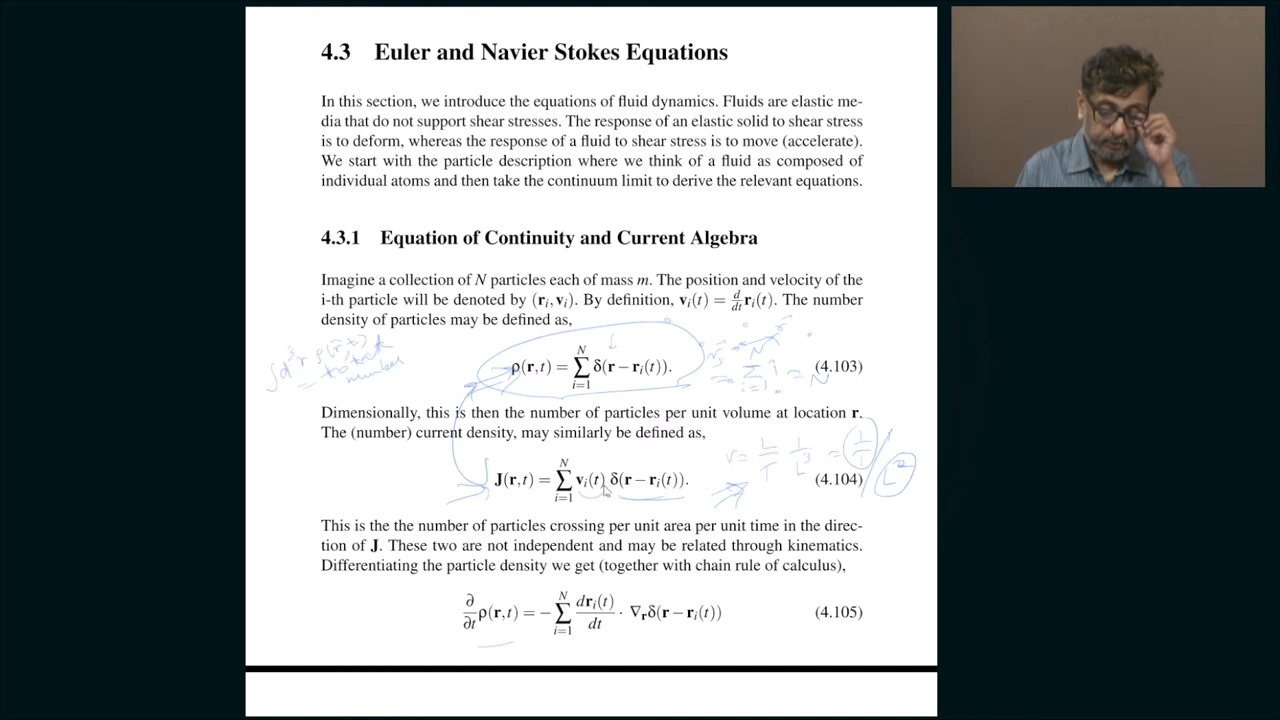 4.3 Euler and Navier Stokes Equations
In this section, we introduce the equations of fluid dynamics. Fluids are elastic me-
dia that do not support shear stresses. The response of an elastic solid to shear stress
is to deform, whereas the response of a fluid to shear stress is to move (accelerate).
We start with the particle description where we think of a fluid as composed of
individual atoms and then take the continuum limit to derive the relevant equations.
4.3.1 Equation of Continuity and Current Algebra
Imagine a collection of N particles each of mass m. The position and velocity of the
i-th particle will be denoted by (r_i, v_i). By definition, v_i(t) = d/dt r_i(t). The number
density of particles may be defined as,
∫d³r ρ(r,t)
= total
number
ρ(r,t) = ∑_{i=1}^{N} δ(r − r_i(t)). (4.103)
= ∑_{i=1}^{N} 1 = N
Dimensionally, this is then the number of particles per unit volume at location r.
The (number) current density, may similarly be defined as,
v = L/T 1/L³ = (1/T)/L²
J(r,t) = ∑_{i=1}^{N} v_i(t) δ(r − r_i(t)). (4.104)
This is the the number of particles crossing per unit area per unit time in the direc-
tion of J. These two are not independent and may be related through kinematics.
Differentiating the particle density we get (together with chain rule of calculus),
∂/∂t ρ(r,t) = − ∑_{i=1}^{N} dr_i(t)/dt · ∇_r δ(r − r_i(t)) (4.105)